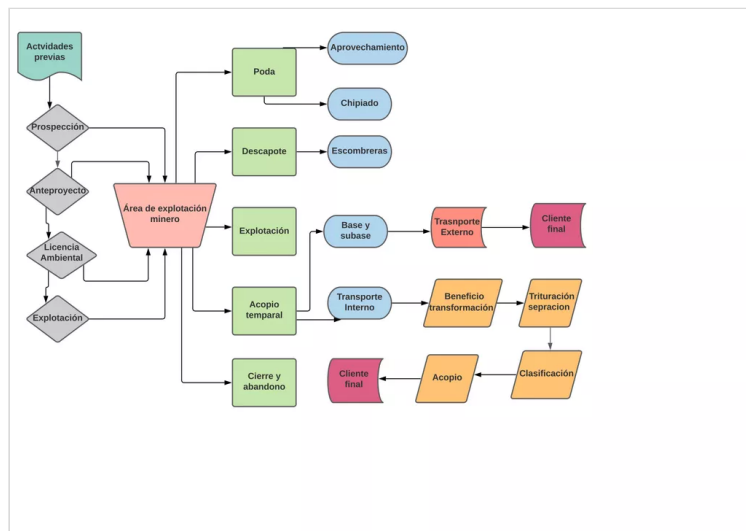 Actvidades
previas
Prospección
Anteproyecto
Licencia
Ambiental
Explotación
Área de explotación
minero
Poda
Aprovechamiento
Chipiado
Descapote
Escombreras
Explotación
Acopio
temparal
Base y
subase
Trasnporte
Externo
Cliente
final
Transporte
Interno
Beneficio
transformación
Trituración
sepracion
Clasificación
Acopio
Cliente
final
Cierre y
abandono